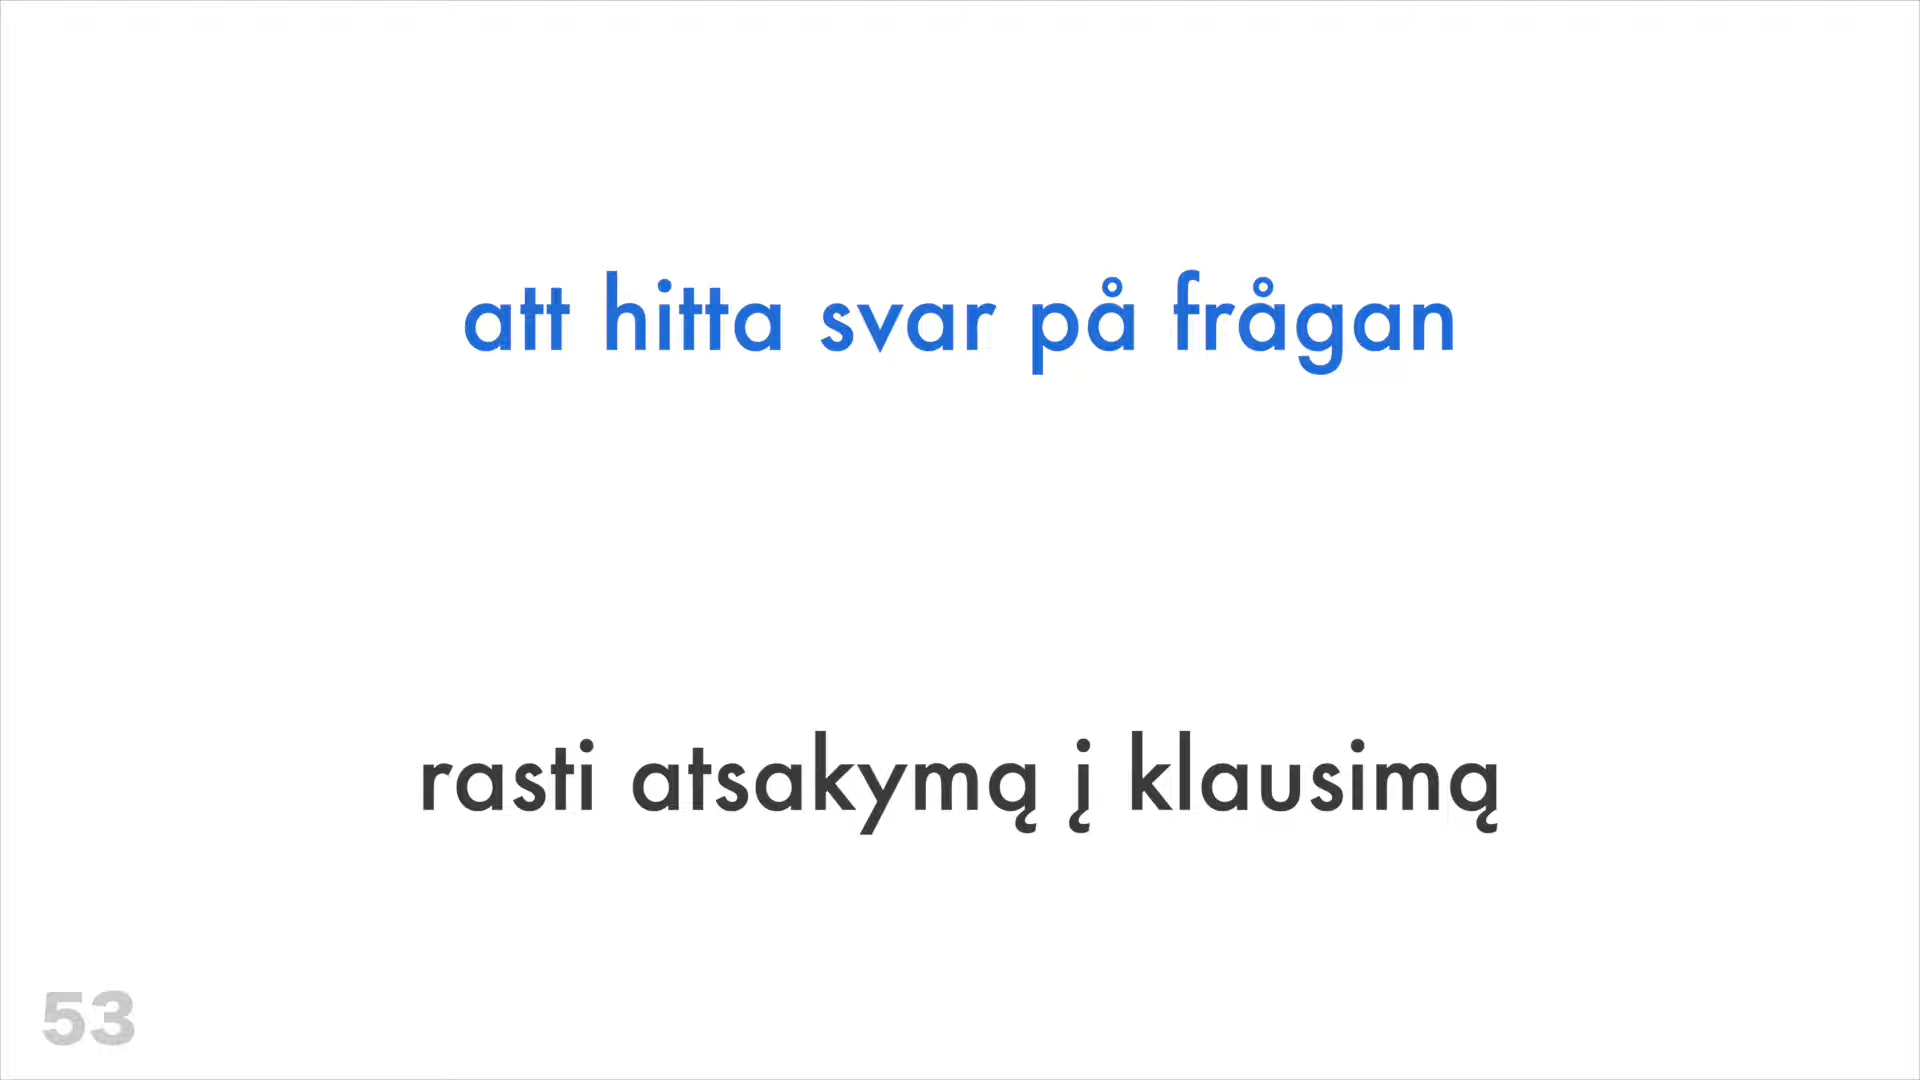 att hitta svar på frågan
rasti atsakymą į klausimą
53